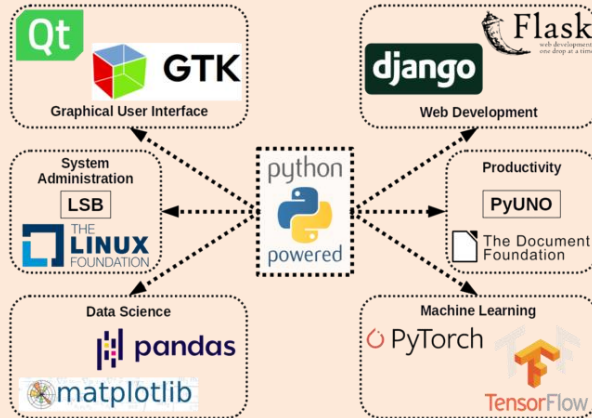 Qt
GTK
Graphical User Interface
Flask
web development,
one drop at a time
django
Web Development
System
Administration
LSB
THE
LINUX
FOUNDATION
python
powered
Productivity
PyUNO
The Document
Foundation
Data Science
pandas
matplotlib
Machine Learning
PyTorch
TensorFlow